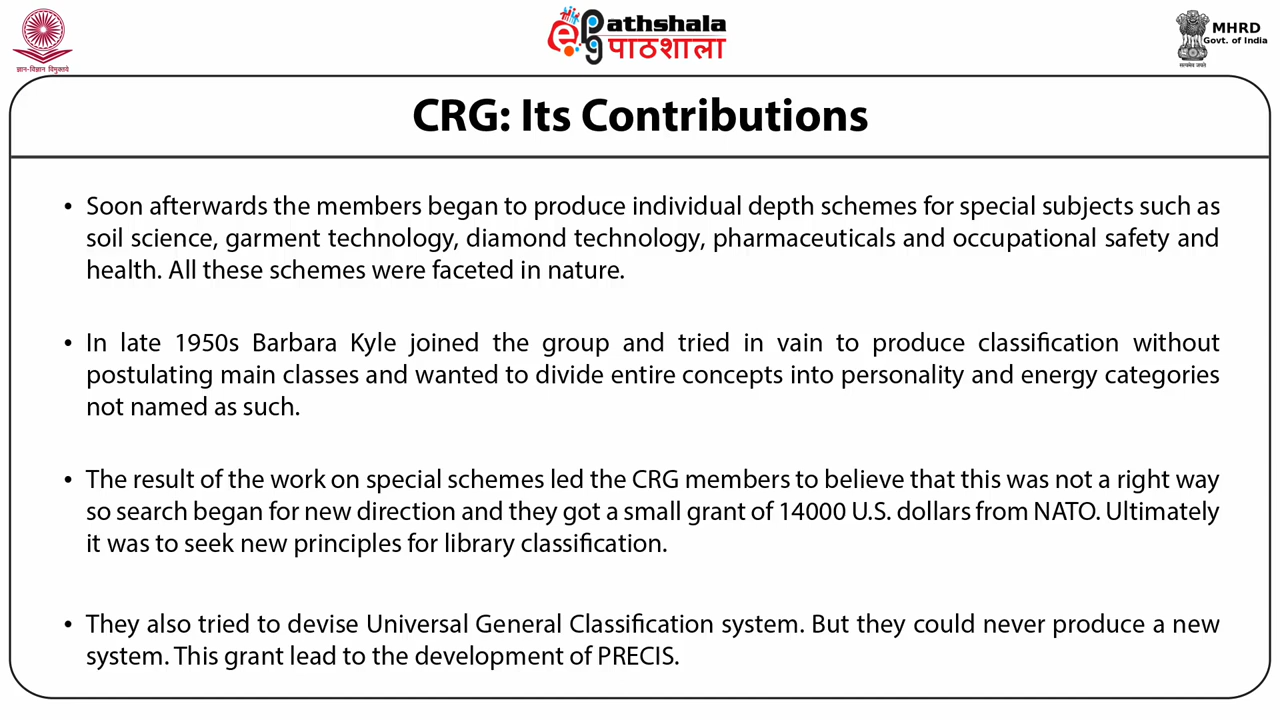 ज्ञान-विज्ञान विमुक्तये
ePathshala
पाठशाला
MHRD
Govt. of India
सत्यमेव जयते
CRG: Its Contributions
• Soon afterwards the members began to produce individual depth schemes for special subjects such as
soil science, garment technology, diamond technology, pharmaceuticals and occupational safety and
health. All these schemes were faceted in nature.
• In late 1950s Barbara Kyle joined the group and tried in vain to produce classification without
postulating main classes and wanted to divide entire concepts into personality and energy categories
not named as such.
• The result of the work on special schemes led the CRG members to believe that this was not a right way
so search began for new direction and they got a small grant of 14000 U.S. dollars from NATO. Ultimately
it was to seek new principles for library classification.
• They also tried to devise Universal General Classification system. But they could never produce a new
system. This grant lead to the development of PRECIS.